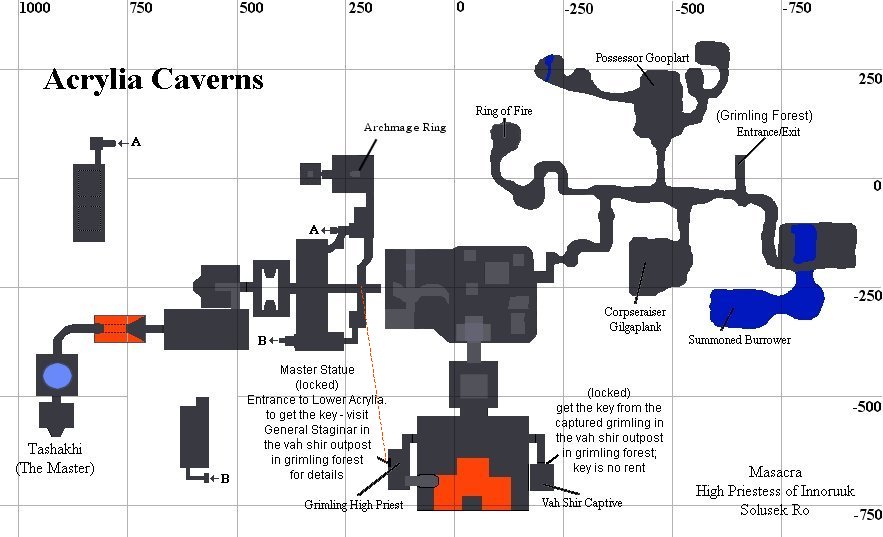 1000
750
500
250
0
-250
-500
-750
Acrylia Caverns
Possessor Gooplart
250
Ring of Fire
(Grimling Forest)
Entrance/Exit
Archmage Ring
A
0
A
-250
B
Corpseraiser
Gilgaplank
Summoned Burrower
Master Statue
(locked)
Entrance to Lower Acrylia.
to get the key - visit
General Staginar in
the vah shir outpost
in grimling forest
for details
(locked)
get the key from the
captured grimling in
the vah shir outpost
in grimling forest;
key is no rent
-500
Tashakhi
(The Master)
B
Grimling High Priest
Vah Shir Captive
Masacra
High Priestess of Innoruuk
Solusek Ro
-750